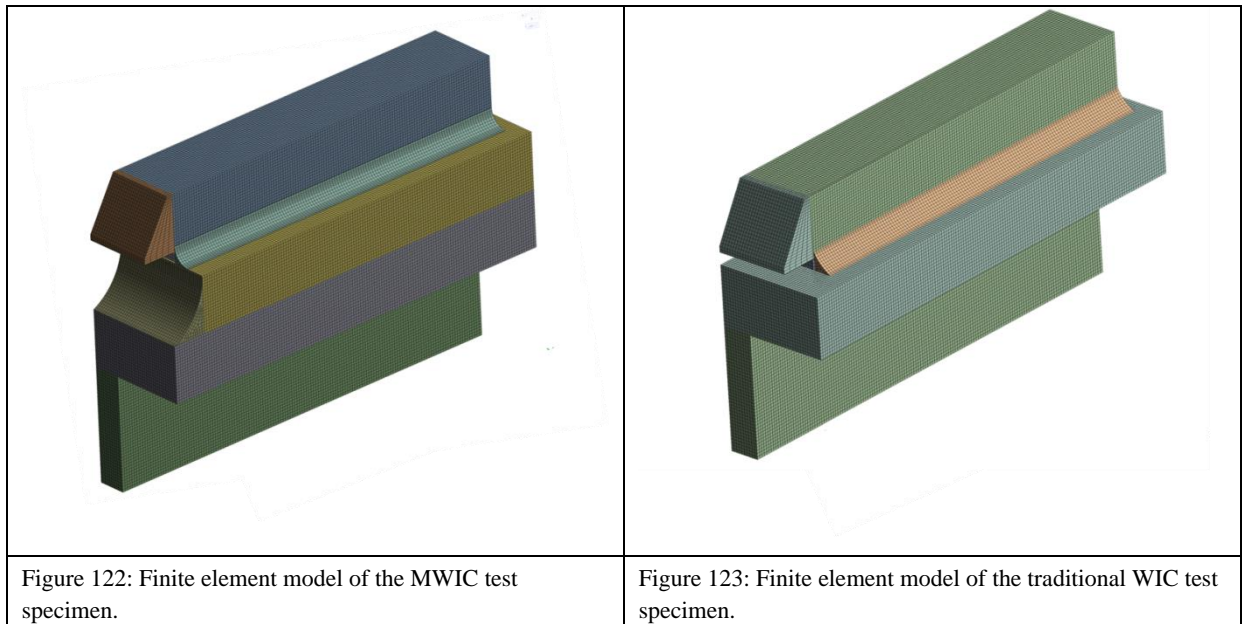 Figure 122: Finite element model of the MWIC test
specimen.
Figure 123: Finite element model of the traditional WIC test
specimen.